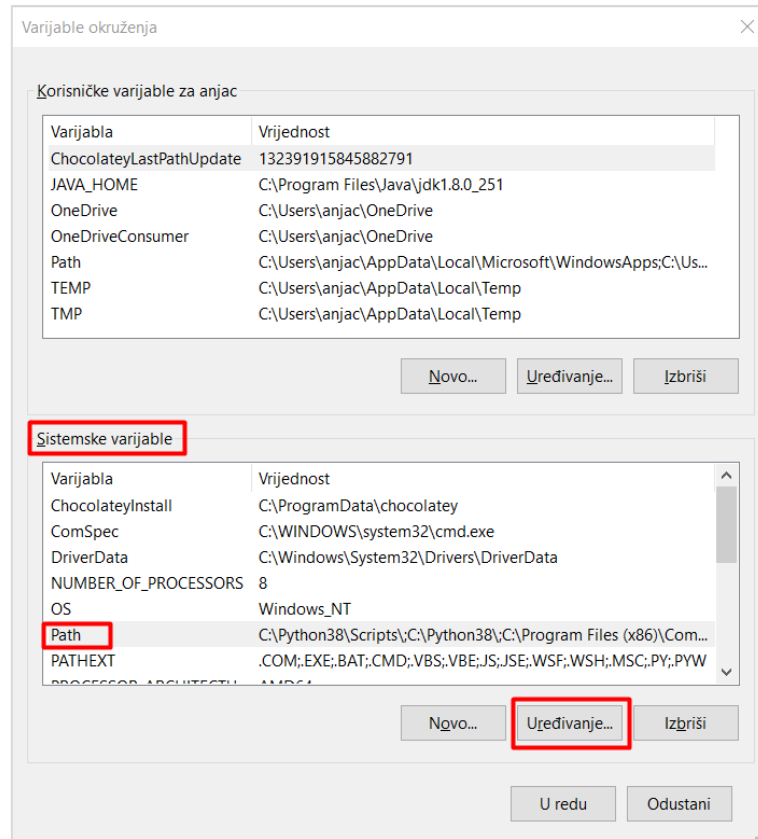 Varijable okruženja
Korisničke varijable za anjac
Varijabla Vrijednost
ChocolateyLastPathUpdate 132391915845882791
JAVA_HOME C:\Program Files\Java\jdk1.8.0_251
OneDrive C:\Users\anjac\OneDrive
OneDriveConsumer C:\Users\anjac\OneDrive
Path C:\Users\anjac\AppData\Local\Microsoft\WindowsApps;C:\Us...
TEMP C:\Users\anjac\AppData\Local\Temp
TMP C:\Users\anjac\AppData\Local\Temp
Novo... Uređivanje... Izbriši
Sistemske varijable
Varijabla Vrijednost
ChocolateyInstall C:\ProgramData\chocolatey
ComSpec C:\WINDOWS\system32\cmd.exe
DriverData C:\Windows\System32\Drivers\DriverData
NUMBER_OF_PROCESSORS 8
OS Windows_NT
Path C:\Python38\Scripts\;C:\Python38\;C:\Program Files (x86)\Com...
PATHEXT .COM;.EXE;.BAT;.CMD;.VBS;.VBE;.JS;.JSE;.WSF;.WSH;.MSC;.PY;.PYW
PROCESSOR_ARCHITECTU... AMD64
Novo... Uređivanje... Izbriši
U redu Odustani